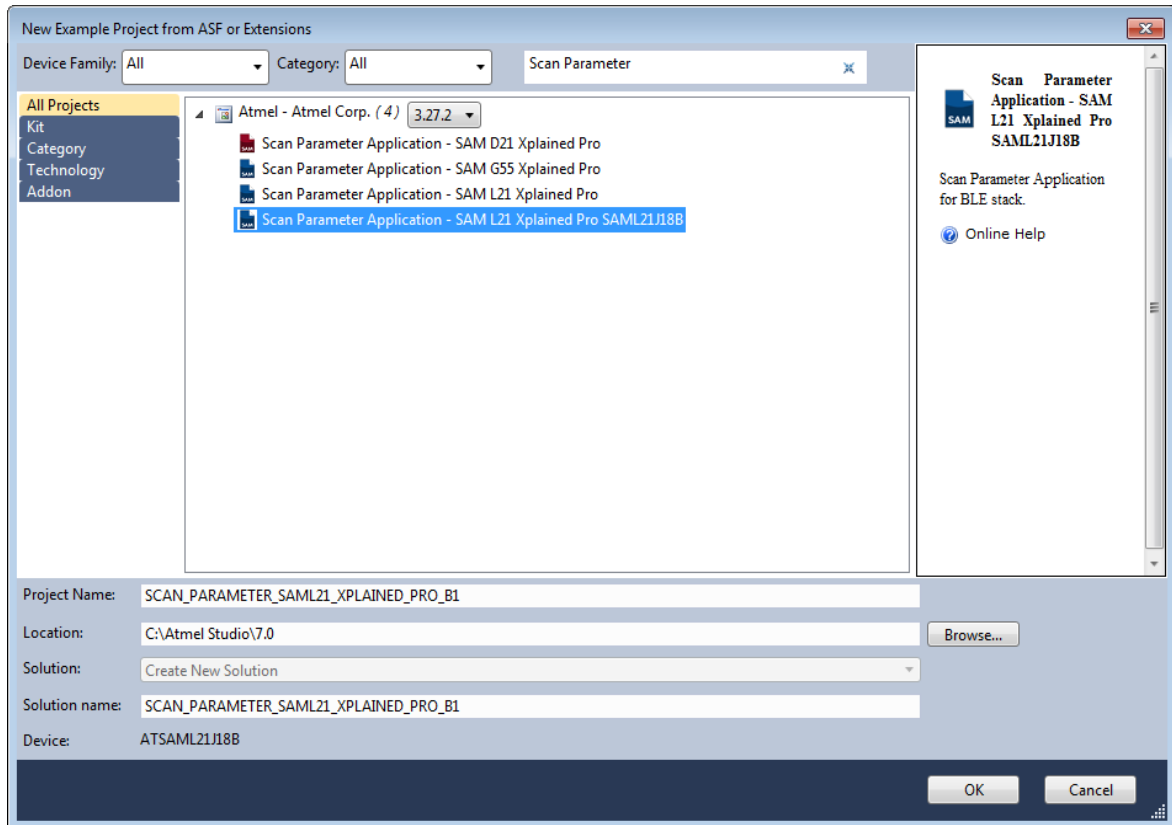 New Example Project from ASF or Extensions
Device Family: All Category: All Scan Parameter
All Projects
Kit
Category
Technology
Addon
Atmel - Atmel Corp. (4) 3.27.2
SAM Scan Parameter Application - SAM D21 Xplained Pro
SAM Scan Parameter Application - SAM G55 Xplained Pro
SAM Scan Parameter Application - SAM L21 Xplained Pro
SAM Scan Parameter Application - SAM L21 Xplained Pro SAML21J18B
SAM
Scan Parameter
Application - SAM
L21 Xplained Pro
SAML21J18B
Scan Parameter Application
for BLE stack.
Online Help
Project Name: SCAN_PARAMETER_SAML21_XPLAINED_PRO_B1
Location: C:\Atmel Studio\7.0 Browse...
Solution: Create New Solution
Solution name: SCAN_PARAMETER_SAML21_XPLAINED_PRO_B1
Device: ATSAML21J18B
OK Cancel